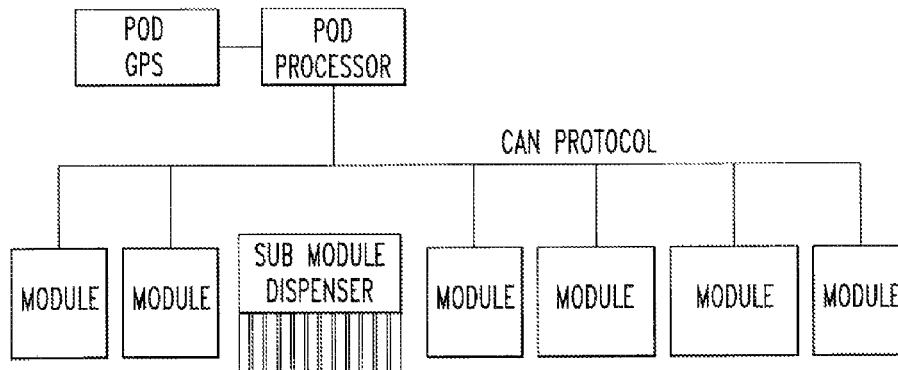 POD
GPS
POD
PROCESSOR
CAN PROTOCOL
MODULE
MODULE
SUB MODULE
DISPENSER
MODULE
MODULE
MODULE
MODULE